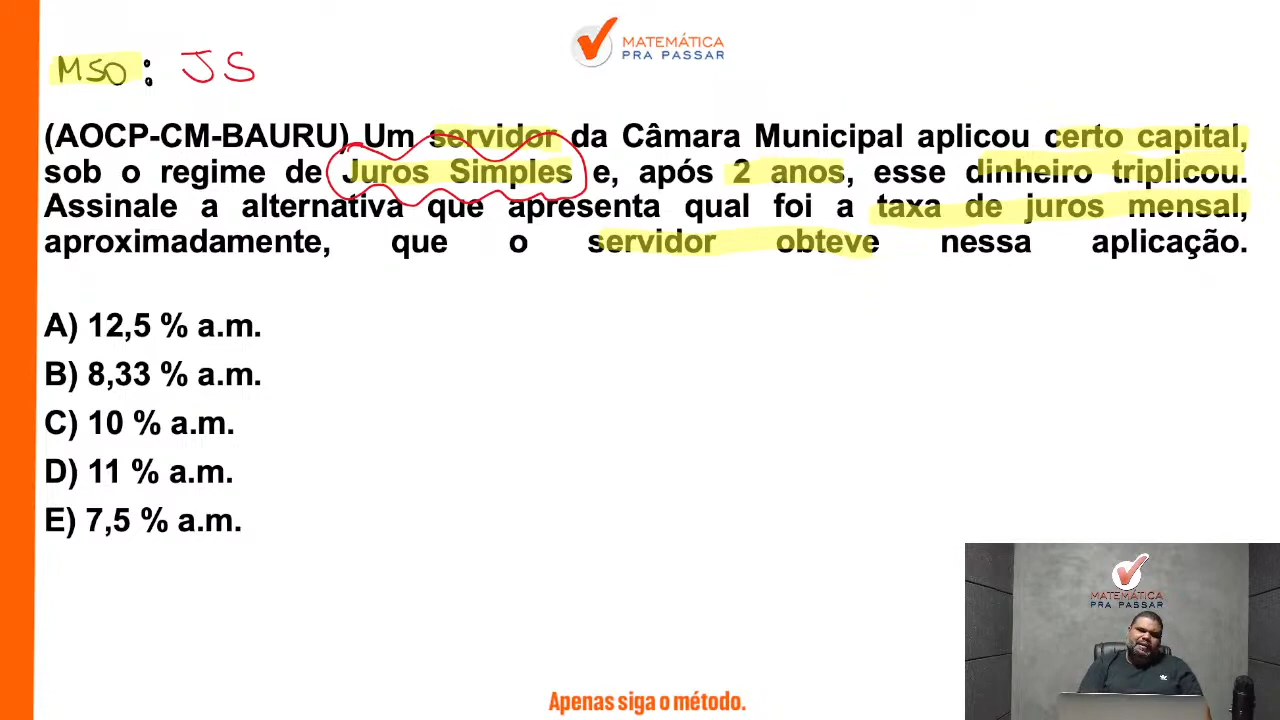 MATEMÁTICA
PRA PASSAR
MSO: JS
(AOCP-CM-BAURU) Um servidor da Câmara Municipal aplicou certo capital,
sob o regime de Juros Simples e, após 2 anos, esse dinheiro triplicou.
Assinale a alternativa que apresenta qual foi a taxa de juros mensal,
aproximadamente, que o servidor obteve nessa aplicação.
A) 12,5 % a.m.
B) 8,33 % a.m.
C) 10 % a.m.
D) 11 % a.m.
E) 7,5 % a.m.
MATEMÁTICA
PRA PASSAR
Apenas siga o método.